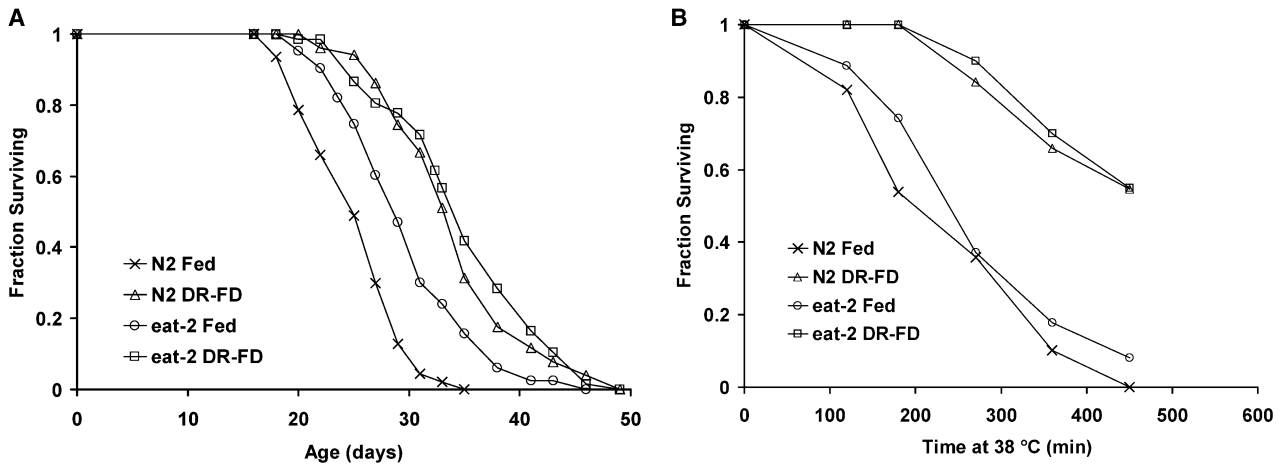 A
1
0.8
0.6
0.4
0.2
0
Fraction Surviving
N2 Fed
N2 DR-FD
eat-2 Fed
eat-2 DR-FD
0 10 20 30 40 50
Age (days)
B
1
0.8
0.6
0.4
0.2
0
Fraction Surviving
N2 Fed
N2 DR-FD
eat-2 Fed
eat-2 DR-FD
0 100 200 300 400 500 600
Time at 38 °C (min)